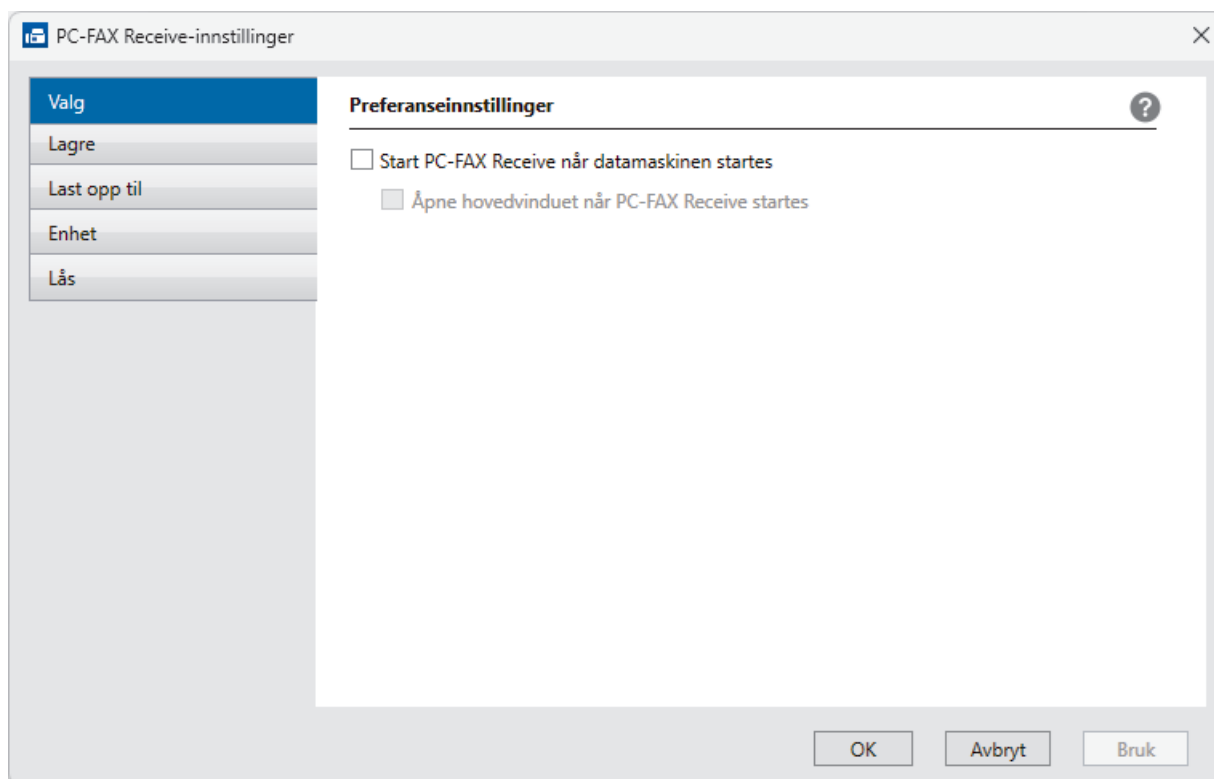 PC-FAX Receive-innstillinger
Valg
Lagre
Last opp til
Enhet
Lås
Preferanseinnstillinger
?
Start PC-FAX Receive når datamaskinen startes
Åpne hovedvinduet når PC-FAX Receive startes
OK
Avbryt
Bruk